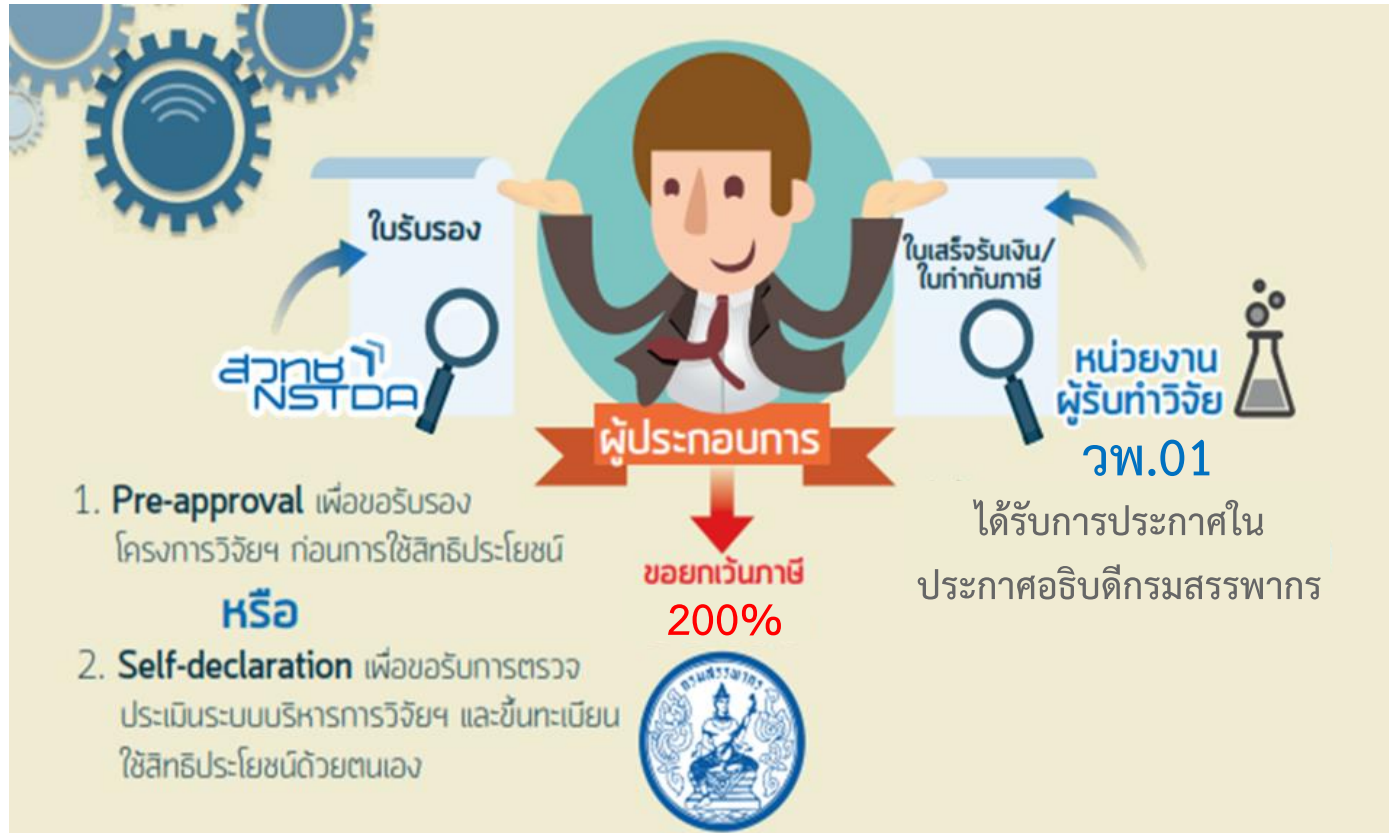 ใบรับรอง
สวทช
NSTDA
ใบเสร็จรับเงิน/
ใบกำกับภาษี
หน่วยงาน
ผู้รับทำวิจัย
วพ.01
ได้รับการประกาศใน
ประกาศอธิบดีกรมสรรพากร
ผู้ประกอบการ
1. Pre-approval เพื่อขอรับรอง
โครงการวิจัยฯ ก่อนการใช้สิทธิประโยชน์
หรือ
2. Self-declaration เพื่อขอรับการตรวจ
ประเมินระบบบริหารการวิจัยฯ และขึ้นทะเบียน
ใช้สิทธิประโยชน์ด้วยตนเอง
ขอยกเว้นภาษี
200%
กรมสรรพากร